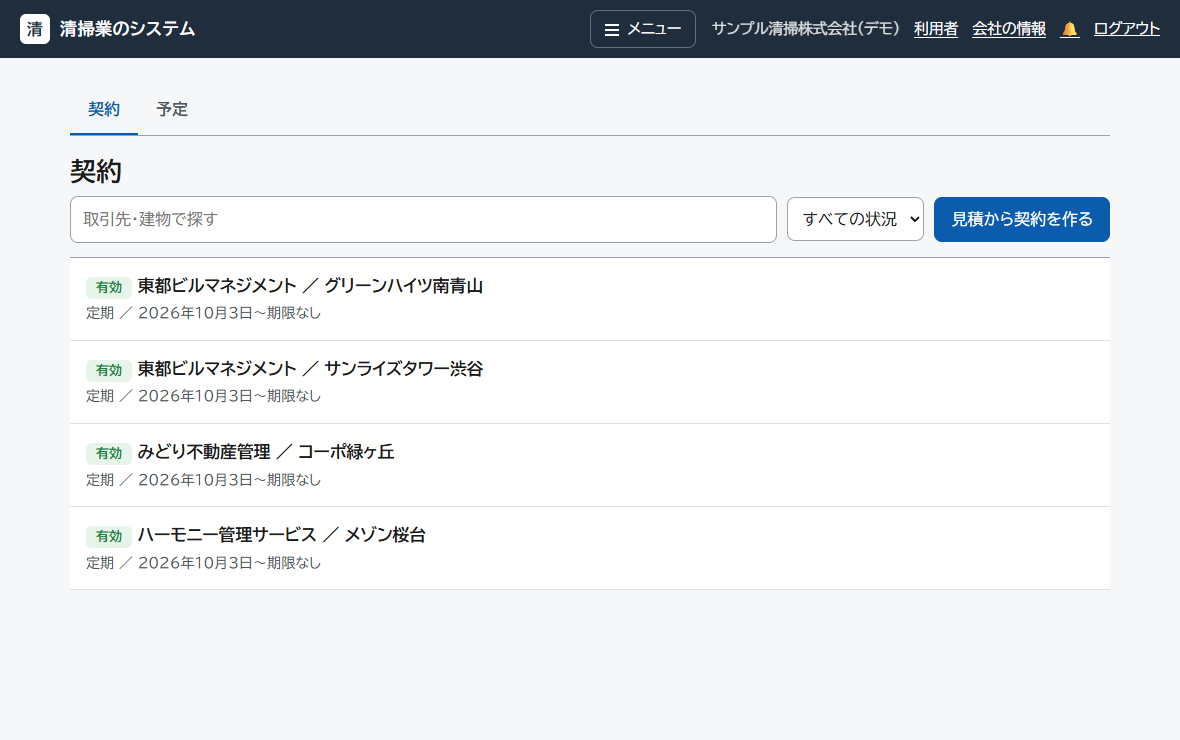 清 清掃業のシステム メニュー サンプル清掃株式会社(デモ) 利用者 会社の情報 ログアウト
契約 予定
契約
取引先・建物で探す すべての状況 見積から契約を作る
有効 東都ビルマネジメント ／ グリーンハイツ南青山
定期 ／ 2026年10月3日～期限なし
有効 東都ビルマネジメント ／ サンライズタワー渋谷
定期 ／ 2026年10月3日～期限なし
有効 みどり不動産管理 ／ コーポ緑ヶ丘
定期 ／ 2026年10月3日～期限なし
有効 ハーモニー管理サービス ／ メゾン桜台
定期 ／ 2026年10月3日～期限なし